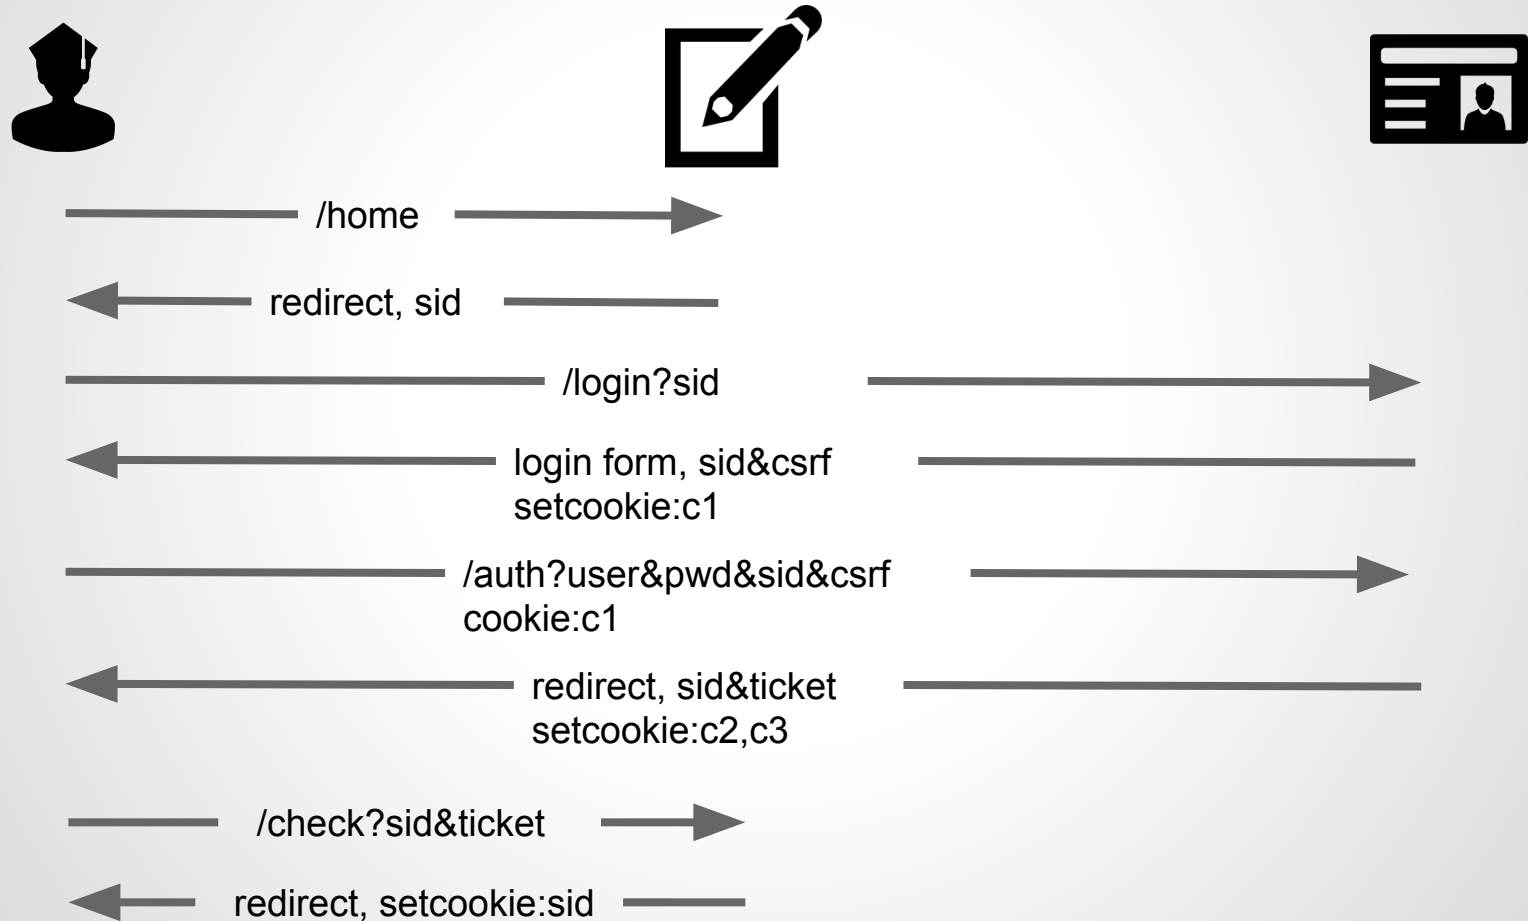 /home
redirect, sid
/login?sid
login form, sid&csrf
setcookie:c1
/auth?user&pwd&sid&csrf
cookie:c1
redirect, sid&ticket
setcookie:c2,c3
/check?sid&ticket
redirect, setcookie:sid